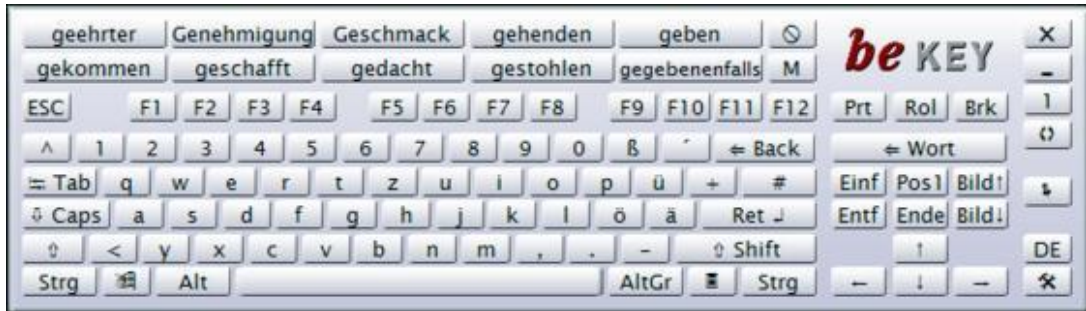 geehrter Genehmigung Geschmack gehenden geben be KEY X
gekommen geschafft gedacht gestohlen gegebenenfalls M _
ESC F1 F2 F3 F4 F5 F6 F7 F8 F9 F10 F11 F12 Prt Rol Brk 1
^ 1 2 3 4 5 6 7 8 9 0 ß ´ ⇐ Back ⇐ Wort ()
Tab q w e r t z u i o p ü + # Einf Pos1 Bild↑
Caps a s d f g h j k l ö ä Ret ↲ Entf Ende Bild↓
⇧ < y x c v b n m , . - ⇧ Shift ↑ DE
Strg Alt AltGr Strg ← ↓ →